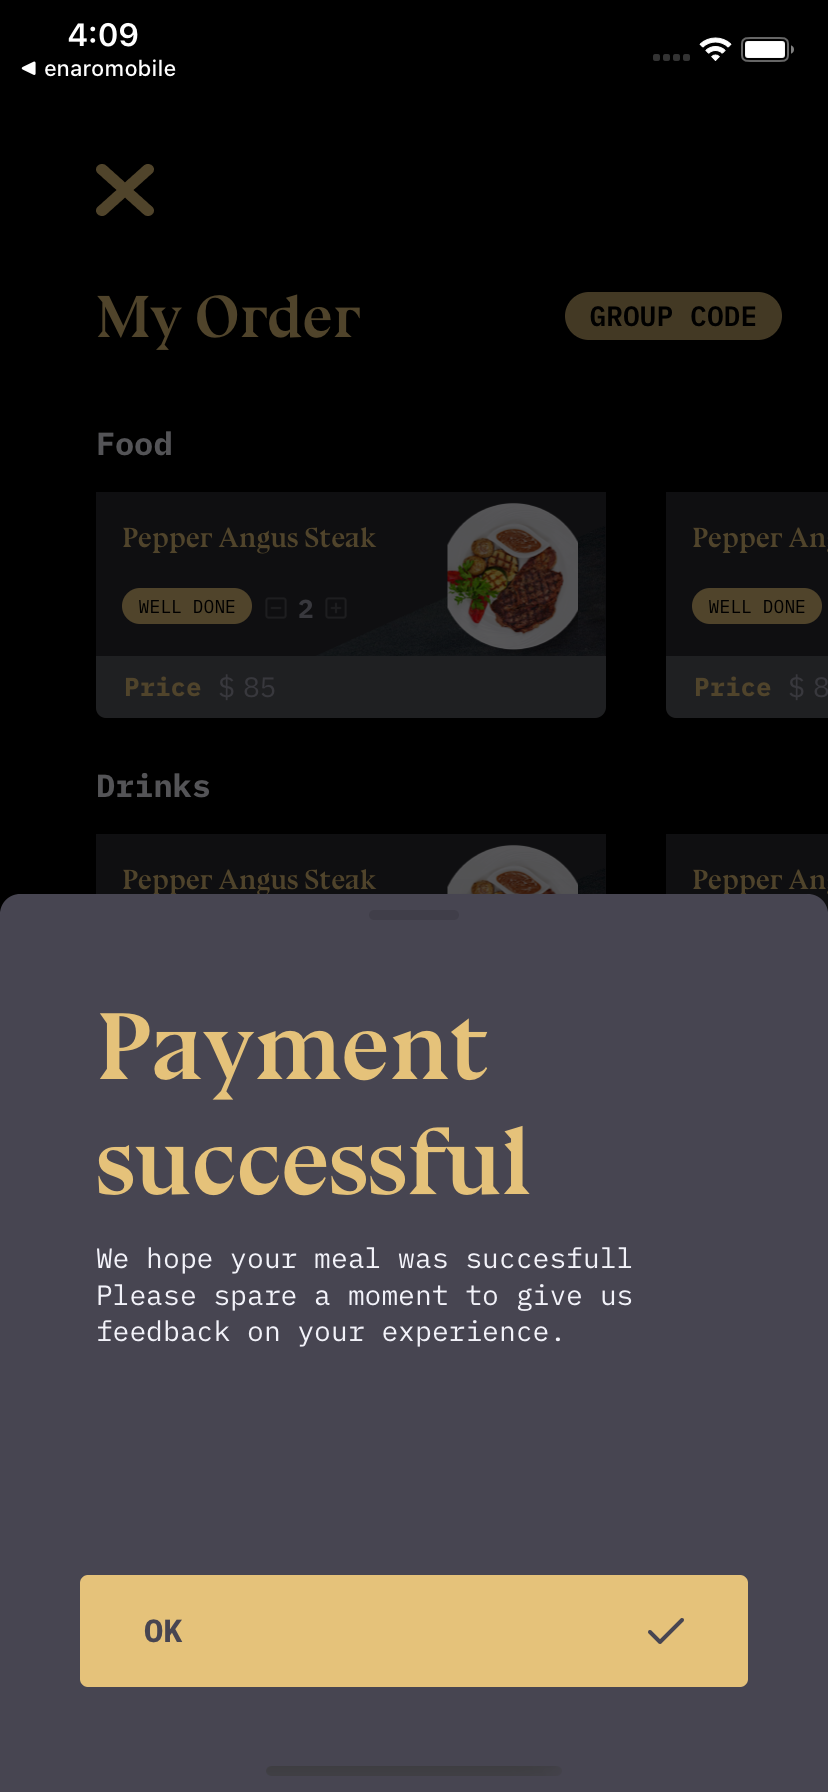 4:09
◀ enaromobile
My Order
GROUP CODE
Food
Pepper Angus Steak
WELL DONE
2
Price $ 85
Pepper An
WELL DONE
Price $ 8
Drinks
Pepper Angus Steak
Pepper An
Payment
successful
We hope your meal was succesfull
Please spare a moment to give us
feedback on your experience.
OK